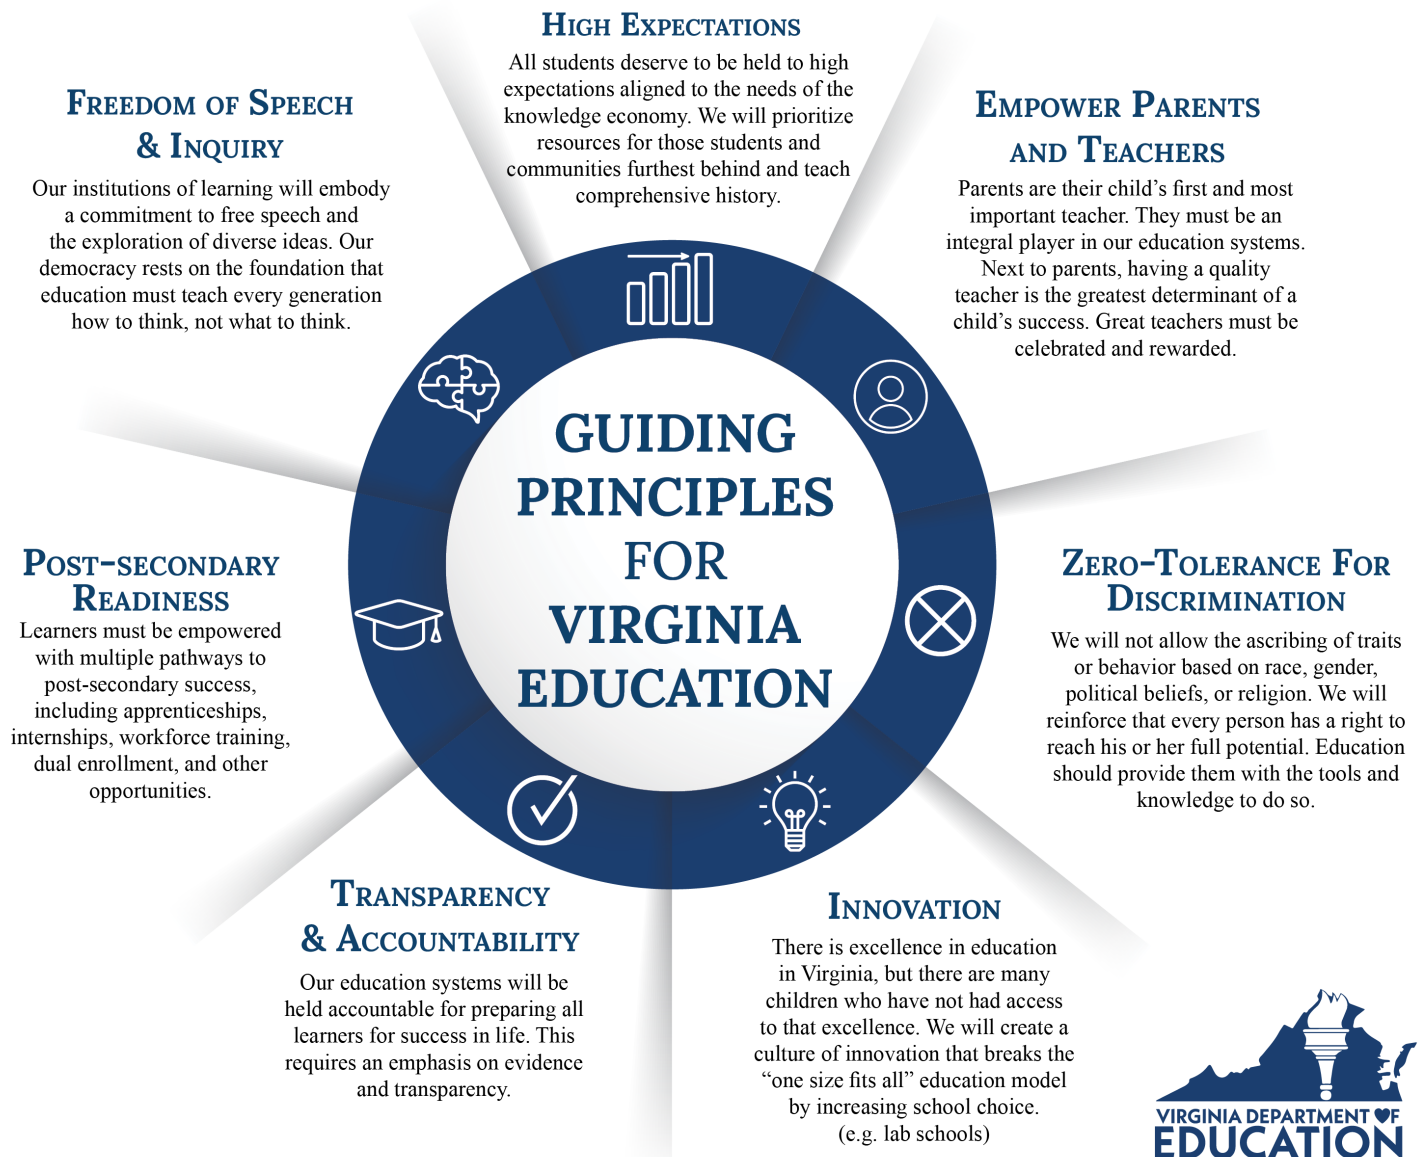 HIGH EXPECTATIONS
All students deserve to be held to high
expectations aligned to the needs of the
knowledge economy. We will prioritize
resources for those students and
communities furthest behind and teach
comprehensive history.
EMPOWER PARENTS
AND TEACHERS
Parents are their child’s first and most
important teacher. They must be an
integral player in our education systems.
Next to parents, having a quality
teacher is the greatest determinant of a
child’s success. Great teachers must be
celebrated and rewarded.
ZERO-TOLERANCE FOR
DISCRIMINATION
We will not allow the ascribing of traits
or behavior based on race, gender,
political beliefs, or religion. We will
reinforce that every person has a right to
reach his or her full potential. Education
should provide them with the tools and
knowledge to do so.
INNOVATION
There is excellence in education
in Virginia, but there are many
children who have not had access
to that excellence. We will create a
culture of innovation that breaks the
“one size fits all” education model
by increasing school choice.
(e.g. lab schools)
TRANSPARENCY
& ACCOUNTABILITY
Our education systems will be
held accountable for preparing all
learners for success in life. This
requires an emphasis on evidence
and transparency.
POST-SECONDARY
READINESS
Learners must be empowered
with multiple pathways to
post-secondary success,
including apprenticeships,
internships, workforce training,
dual enrollment, and other
opportunities.
FREEDOM OF SPEECH
& INQUIRY
Our institutions of learning will embody
a commitment to free speech and
the exploration of diverse ideas. Our
democracy rests on the foundation that
education must teach every generation
how to think, not what to think.
GUIDING
PRINCIPLES
FOR
VIRGINIA
EDUCATION
VIRGINIA DEPARTMENT OF
EDUCATION